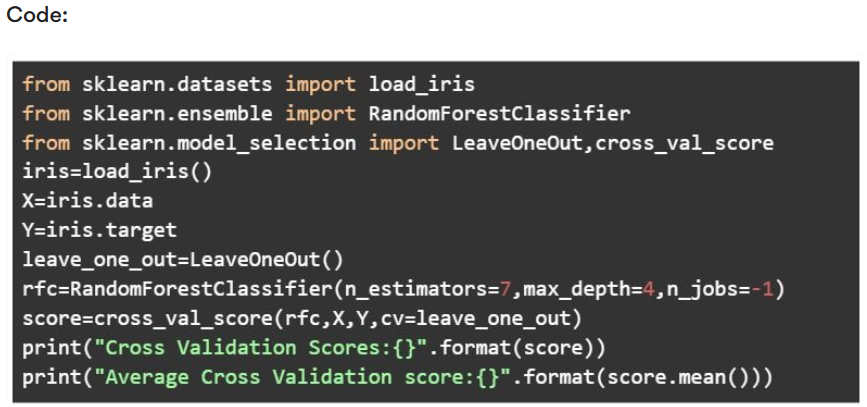 Code:
from sklearn.datasets import load_iris
from sklearn.ensemble import RandomForestClassifier
from sklearn.model_selection import LeaveOneOut,cross_val_score
iris=load_iris()
X=iris.data
Y=iris.target
leave_one_out=LeaveOneOut()
rfc=RandomForestClassifier(n_estimators=7,max_depth=4,n_jobs=-1)
score=cross_val_score(rfc,X,Y,cv=leave_one_out)
print("Cross Validation Scores:{}".format(score))
print("Average Cross Validation score:{}".format(score.mean()))